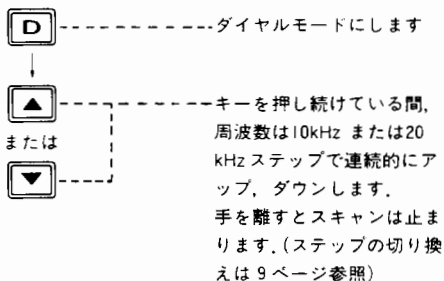 D ダイヤルモードにします
▲ キーを押し続けている間,
周波数は10kHz または20
または
kHz ステップで連続的にア
▼
ップ, ダウンします.
手を離すとスキャンは止ま
ります.(ステップの切り換
えは9ページ参照)